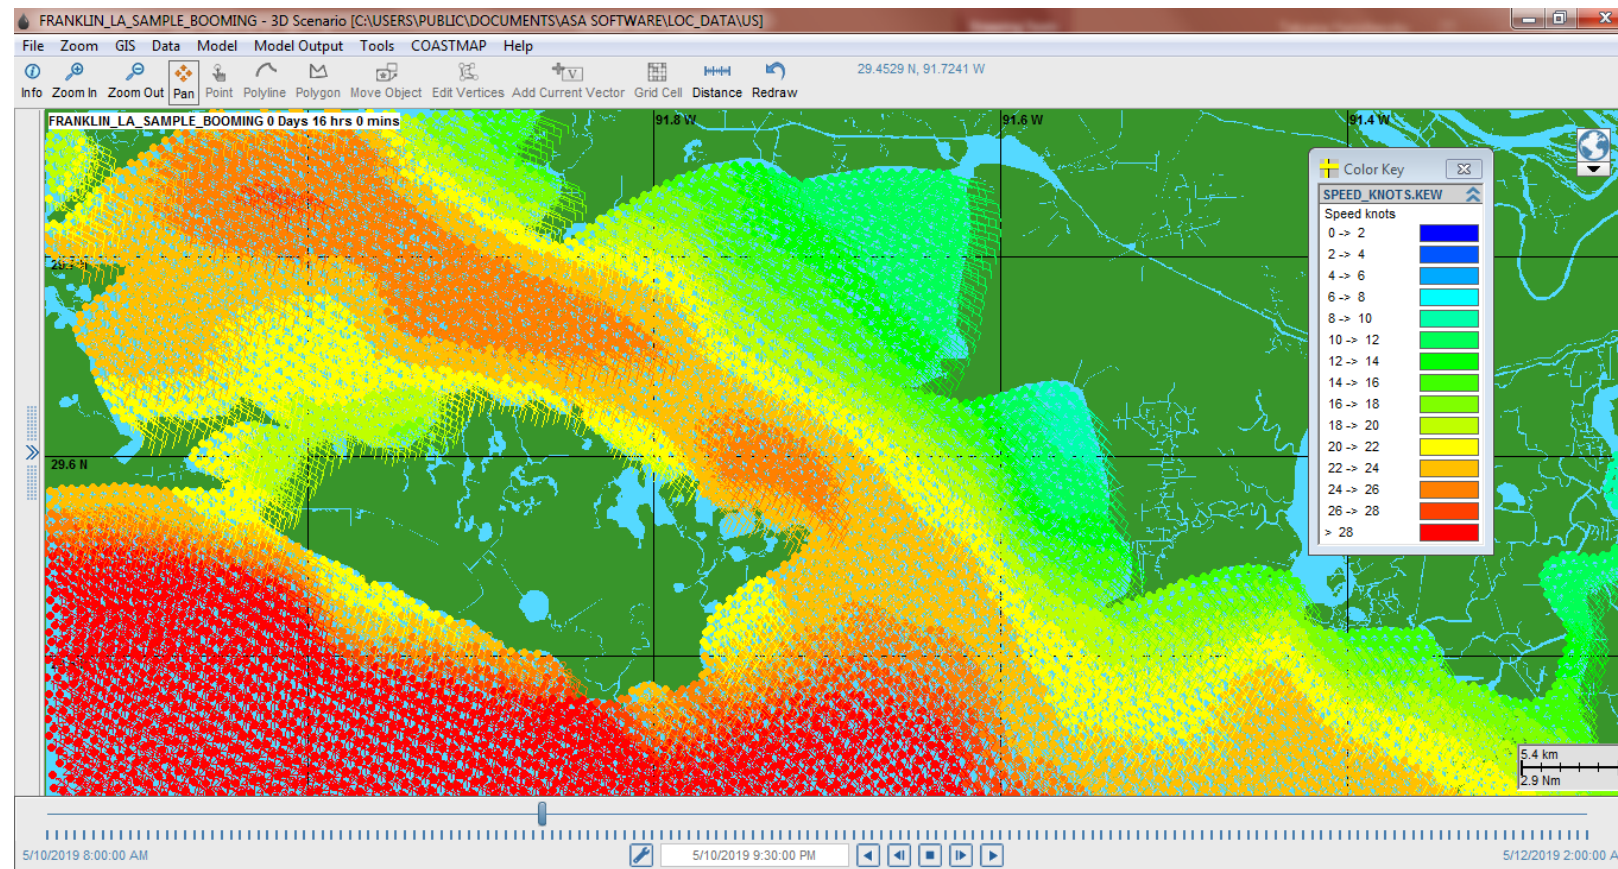 FRANKLIN_LA_SAMPLE_BOOMING - 3D Scenario [C:\USERS\PUBLIC\DOCUMENTS\ASA SOFTWARE\LOC_DATA\US]
File Zoom GIS Data Model Model Output Tools COASTMAP Help
29.4529 N, 91.7241 W
Info Zoom In Zoom Out Pan Point Polyline Polygon Move Object Edit Vertices Add Current Vector Grid Cell Distance Redraw
FRANKLIN_LA_SAMPLE_BOOMING 0 Days 16 hrs 0 mins
91.8 W
91.6 W
91.4 W
29.6 N
Color Key
SPEED_KNOTS.KEW
Speed knots
0 -> 2
2 -> 4
4 -> 6
6 -> 8
8 -> 10
10 -> 12
12 -> 14
14 -> 16
16 -> 18
18 -> 20
20 -> 22
22 -> 24
24 -> 26
26 -> 28
> 28
5.4 km
2.9 Nm
5/10/2019 8:00:00 AM
5/10/2019 9:30:00 PM
5/12/2019 2:00:00 A